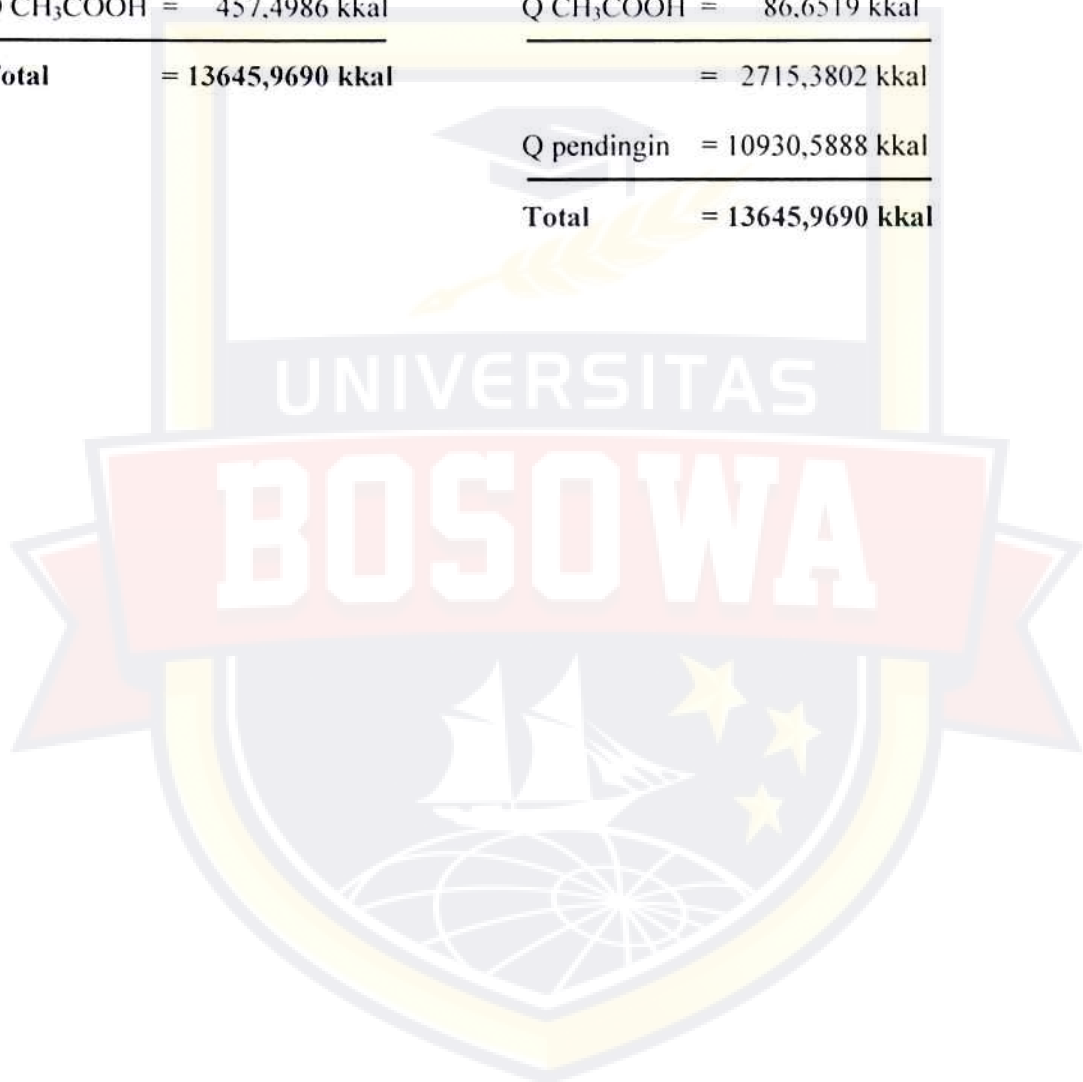 CH₃COOH = 457,4986 kkal Q CH₃COOH = 86,6519 kkal
otal = 13645,9690 kkal = 2715,3802 kkal
Q pendingin = 10930,5888 kkal
Total = 13645,9690 kkal
UNIVERSITAS
BOSOWA